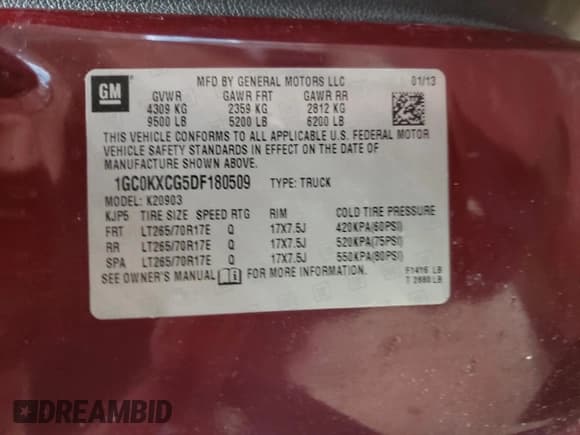 GM
MFD BY GENERAL MOTORS LLC 01/13
GVWR GAWR FRT GAWR RR
4309 KG 2359 KG 2812 KG
9500 LB 5200 LB 6200 LB
THIS VEHICLE CONFORMS TO ALL APPLICABLE U.S. FEDERAL MOTOR
VEHICLE SAFETY STANDARDS IN EFFECT ON THE DATE OF
MANUFACTURE SHOWN ABOVE.
1GC0KXCG5DF180509 TYPE: TRUCK
MODEL: K20903
KJP5 TIRE SIZE SPEED RTG RIM COLD TIRE PRESSURE
FRT LT265/70R17E Q 17X7.5J 420KPA(60PSI)
RR LT265/70R17E Q 17X7.5J 520KPA(75PSI)
SPA LT265/70R17E Q 17X7.5J 550KPA(80PSI)
SEE OWNER'S MANUAL FOR MORE INFORMATION.
F1416 LB
T 2880 LB
DREAMBID